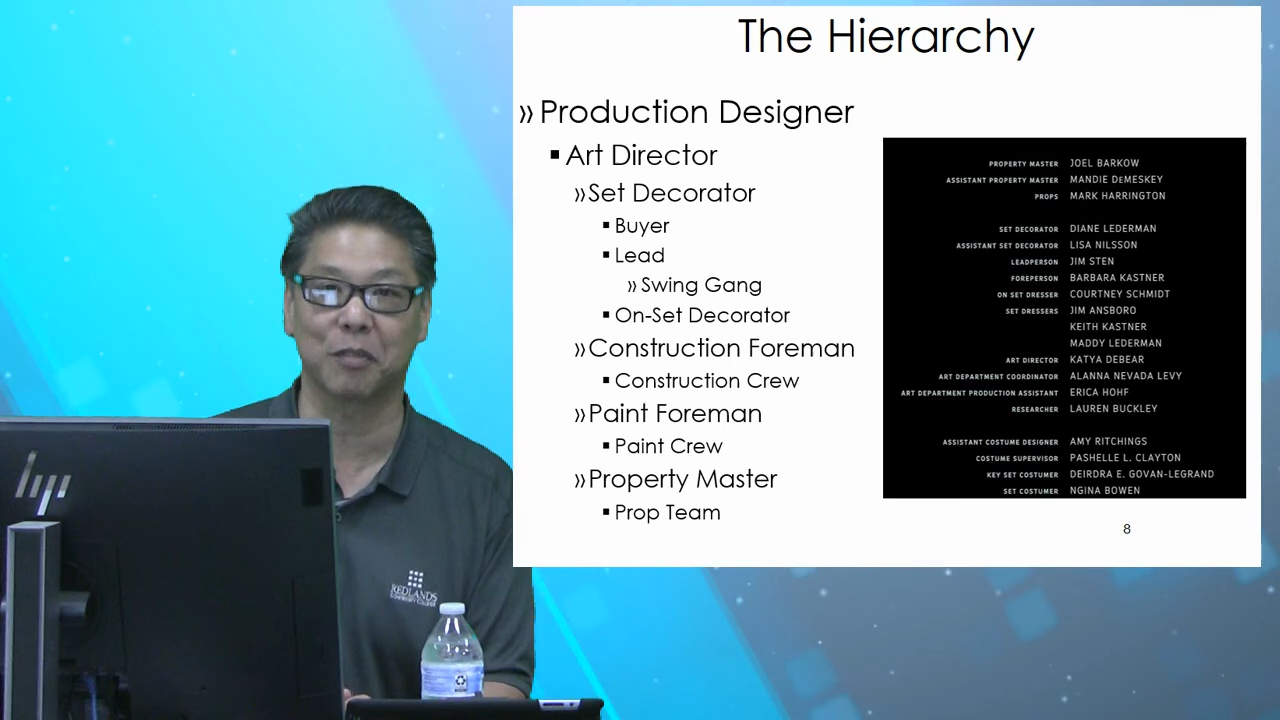 The Hierarchy
» Production Designer
▪ Art Director
» Set Decorator
▪ Buyer
▪ Lead
» Swing Gang
▪ On-Set Decorator
» Construction Foreman
▪ Construction Crew
» Paint Foreman
▪ Paint Crew
» Property Master
▪ Prop Team
PROPERTY MASTER JOEL BARKOW
ASSISTANT PROPERTY MASTER MANDIE DeMESKEY
PROPS MARK HARRINGTON
SET DECORATOR DIANE LEDERMAN
ASSISTANT SET DECORATOR LISA NILSSON
LEADPERSON JIM STEN
FOREPERSON BARBARA KASTNER
ON SET DRESSER COURTNEY SCHMIDT
SET DRESSERS JIM ANSBORO
KEITH KASTNER
MADDY LEDERMAN
ART DIRECTOR KATYA DEBEAR
ART DEPARTMENT COORDINATOR ALANNA NEVADA LEVY
ART DEPARTMENT PRODUCTION ASSISTANT ERICA HOHF
RESEARCHER LAUREN BUCKLEY
ASSISTANT COSTUME DESIGNER AMY RITCHINGS
COSTUME SUPERVISOR PASHELLE L. CLAYTON
KEY SET COSTUMER DEIRDRA E. GOVAN-LEGRAND
SET COSTUMER NGINA BOWEN
8
hp
REDLANDS
COMMUNITY COLLEGE